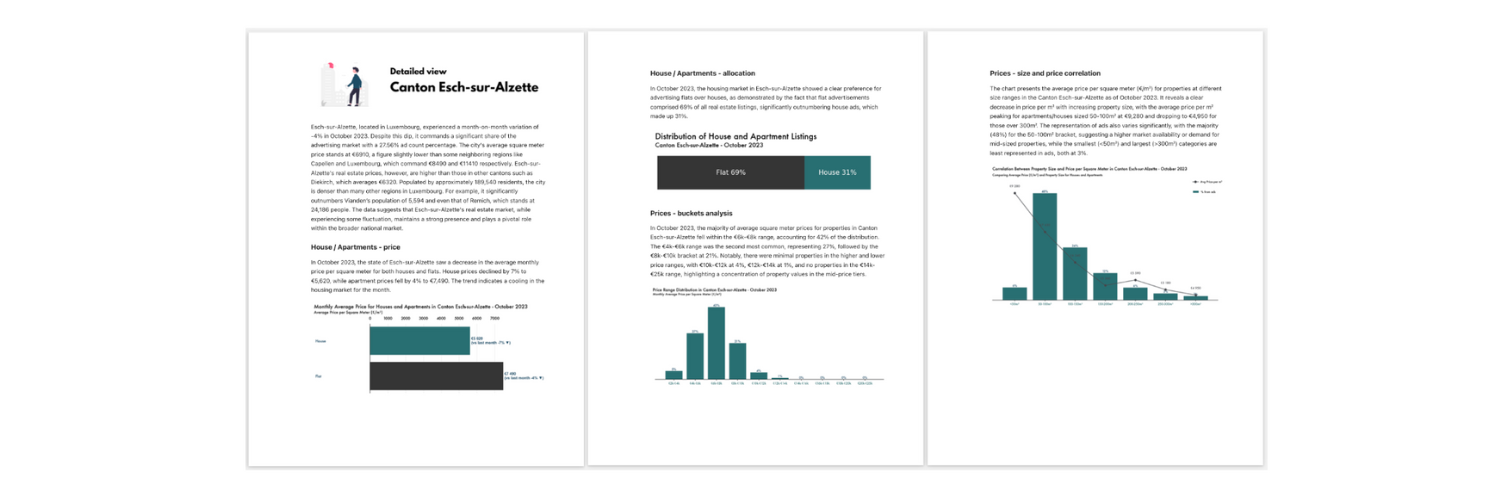 Detailed view
Canton Esch-sur-Alzette
Esch-sur-Alzette, located in Luxembourg, experienced a month-on-month variation of
-4% in October 2023. Despite this dip, it commands a significant share of the
advertising market with a 27,56% ad count percentage. The city's average square meter
price stands at €6910, a figure slightly lower than some neighboring regions like
Capellen and Luxembourg, which command €8490 and €11410 respectively. Esch-sur-
Alzette's real estate prices, however, are higher than those in other cantons such as
Diekirch, which averages €6320. Populated by approximately 189,540 residents, the city
is denser than many other regions in Luxembourg. For example, it significantly
outnumbers Vianden's population of 5,594 and even that of Remich, which stands at
24,186 people. The data suggests that Esch-sur-Alzette's real estate market, while
experiencing some fluctuation, maintains a strong presence and plays a pivotal role
within the broader national market.
House / Apartments - price
In October 2023, the state of Esch-sur-Alzette saw a decrease in the average monthly
price per square meter for both houses and flats. House prices declined by 7% to
€5,620, while apartment prices fell by 4% to €7,490. The trend indicates a cooling in the
housing market for the month.
Monthly Average Price for Houses and Apartments in Canton Esch-sur-Alzette - October 2023
Average Price per Square Meter (€/m²)
0 1000 2000 3000 4000 5000 6000 7000
House
€5 620
(vs last month -7% ▼)
Flat
€7 490
(vs last month -4% ▼)
House / Apartments - allocation
In October 2023, the housing market in Esch-sur-Alzette showed a clear preference for
advertising flats over houses, as demonstrated by the fact that flat advertisements
comprised 69% of all real estate listings, significantly outnumbering house ads, which
made up 31%.
Distribution of House and Apartment Listings
Canton Esch-sur-Alzette - October 2023
Flat 69% House 31%
Prices - buckets analysis
In October 2023, the majority of average square meter prices for properties in Canton
Esch-sur-Alzette fell within the €6k-€8k range, accounting for 42% of the distribution.
The €4k-€6k range was the second most common, representing 27%, followed by the
€8k-€10k bracket at 21%. Notably, there were minimal properties in the higher and lower
price ranges, with €10k-€12k at 4%, €12k-€14k at 1%, and no properties in the €14k-
€25k range, highlighting a concentration of property values in the mid-price tiers.
Price Range Distribution in Canton Esch-sur-Alzette - October 2023
Monthly Average Price per Square Meter (€/m²)
Prices - size and price correlation
The chart presents the average price per square meter (€/m²) for properties at different
size ranges in the Canton Esch-sur-Alzette as of October 2023. It reveals a clear
decrease in price per m² with increasing property size, with the average price per m²
peaking for apartments/houses sized 50-100m² at €9,280 and dropping to €4,950 for
those over 300m². The representation of ads also varies significantly, with the majority
(48%) for the 50-100m² bracket, suggesting a higher market availability or demand for
mid-sized properties, while the smallest (<50m²) and largest (>300m²) categories are
least represented in ads, both at 3%.
Correlation Between Property Size and Price per Square Meter in Canton Esch-sur-Alzette - October 2023
Comparing Average Price (€/m²) and Property Size for Houses and Apartments